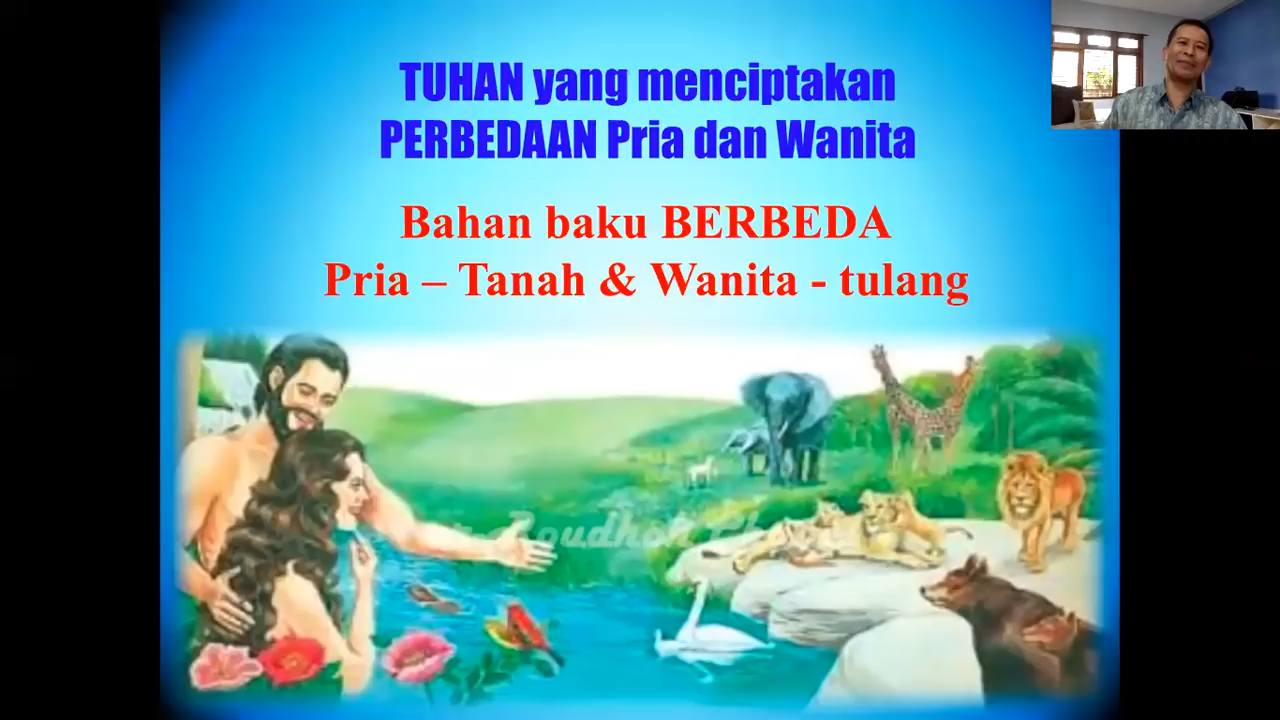 TUHAN yang menciptakan
PERBEDAAN Pria dan Wanita
Bahan baku BERBEDA
Pria – Tanah & Wanita - tulang